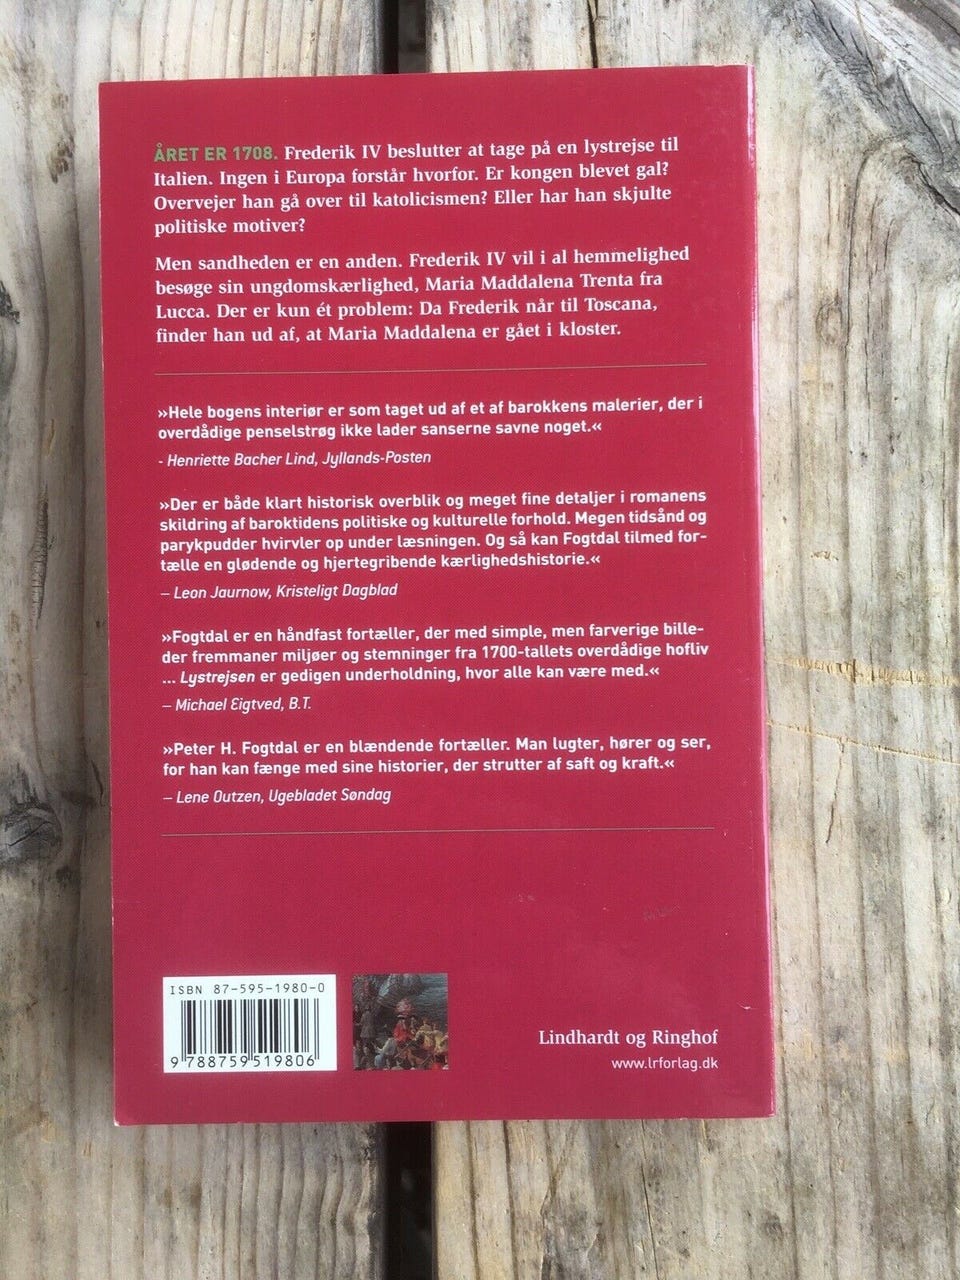 ÅRET ER 1708. Frederik IV beslutter at tage på en lystrejse til
Italien. Ingen i Europa forstår hvorfor. Er kongen blevet gal?
Overvejer han gå over til katolicismen? Eller har han skjulte
politiske motiver?
Men sandheden er en anden. Frederik IV vil i al hemmelighed
besøge sin ungdomskærlighed, Maria Maddalena Trenta fra
Lucca. Der er kun ét problem: Da Frederik når til Toscana,
finder han ud af, at Maria Maddalena er gået i kloster.
»Hele bogens interiør er som taget ud af et af barokkens malerier, der i
overdådige penselstrøg ikke lader sanserne savne noget.«
- Henriette Bacher Lind, Jyllands-Posten
»Der er både klart historisk overblik og meget fine detaljer i romanens
skildring af baroktidens politiske og kulturelle forhold. Megen tidsånd og
parykpudder hvirvler op under læsningen. Og så kan Fogtdal tilmed for-
tælle en glødende og hjertegribende kærlighedshistorie.«
– Leon Jaurnow, Kristeligt Dagblad
»Fogtdal er en håndfast fortæller, der med simple, men farverige bille-
der fremmaner miljøer og stemninger fra 1700-tallets overdådige hofliv
... Lystrejsen er gedigen underholdning, hvor alle kan være med.«
– Michael Eigtved, B.T.
»Peter H. Fogtdal er en blændende fortæller. Man lugter, hører og ser,
for han kan fænge med sine historier, der strutter af saft og kraft.«
– Lene Outzen, Ugebladet Søndag
ISBN 87-595-1980-0
9 788759 519806
Lindhardt og Ringhof
www.lrforlag.dk